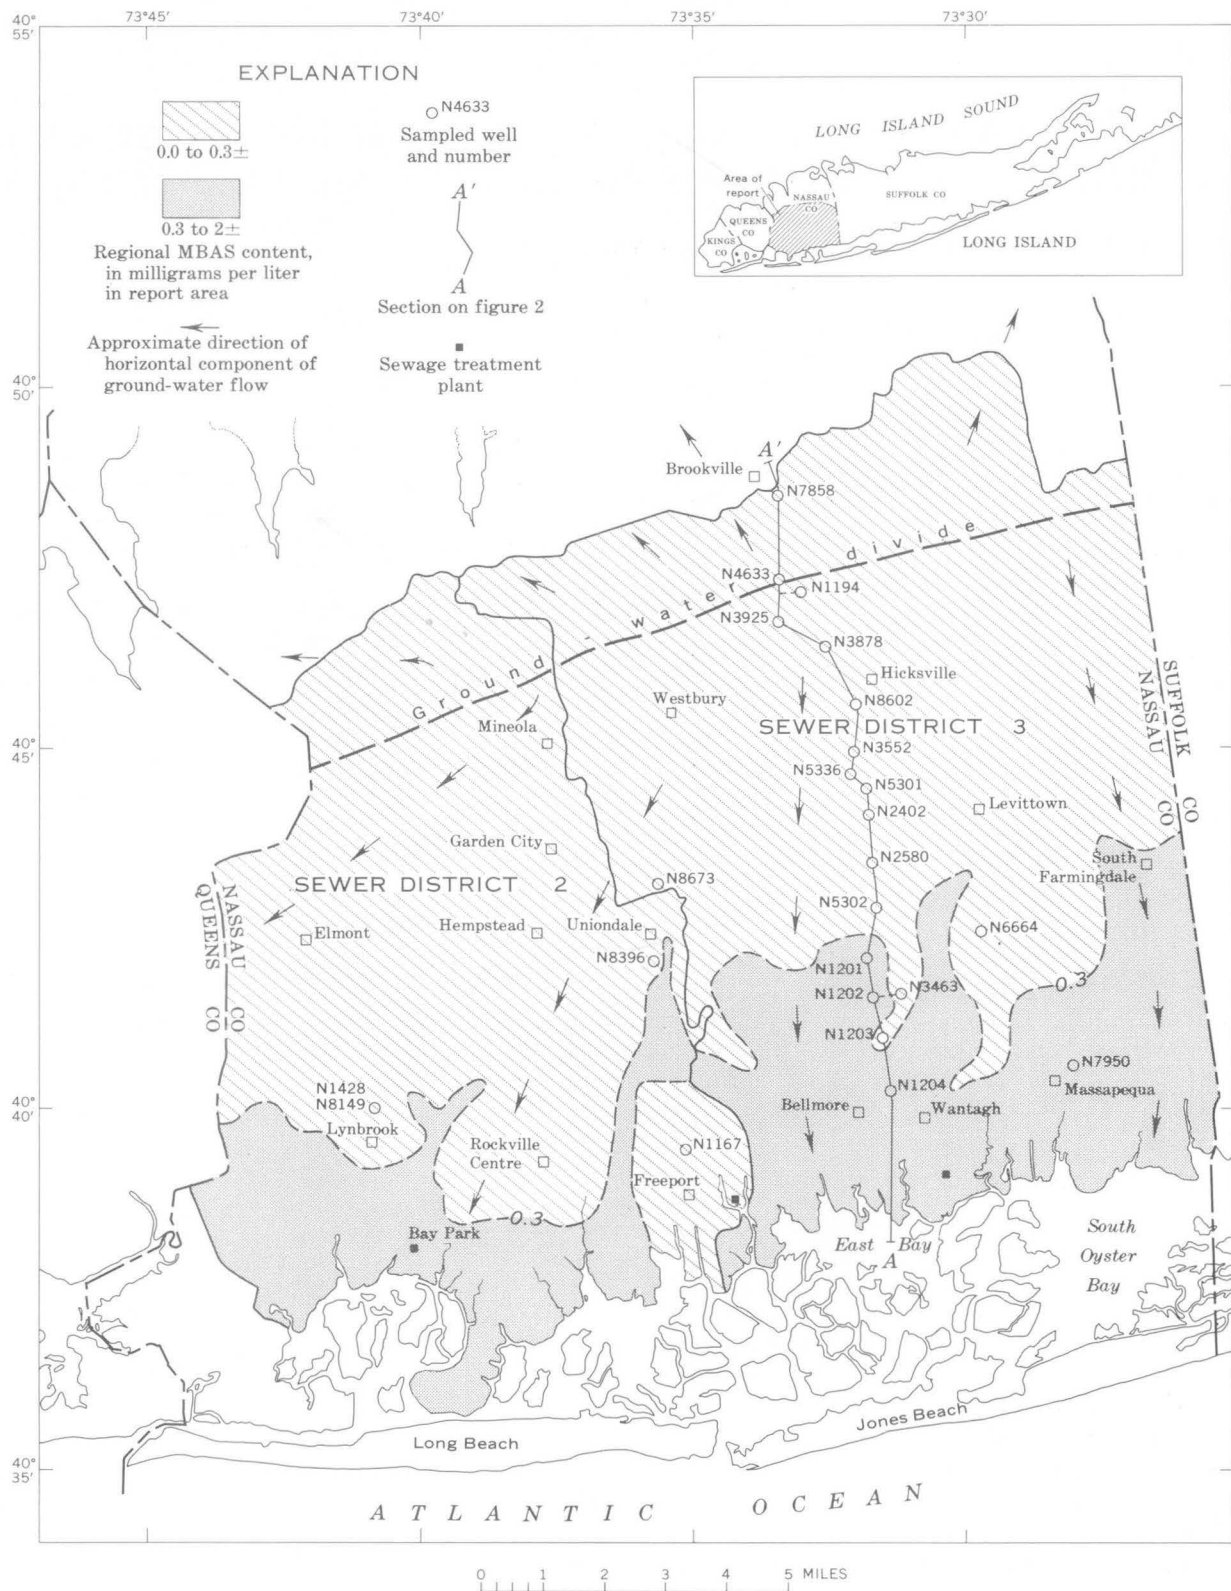 73°45′
73°40′
73°35′
73°30′
40°
55′
EXPLANATION
0.0 to 0.3±
0.3 to 2±
Regional MBAS content,
in milligrams per liter
in report area
Approximate direction of
horizontal component of
ground-water flow
N4633
Sampled well
and number
A′
A
Section on figure 2
Sewage treatment
plant
LONG ISLAND SOUND
Area of
report
NASSAU
CO
SUFFOLK CO
QUEENS
CO
KINGS
CO
LONG ISLAND
40°
50′
Brookville
A′
N7858
Ground - water divide
N4633
N1194
N3925
N3878
Hicksville
Westbury
N8602
Mineola
SEWER DISTRICT 3
SUFFOLK CO
NASSAU CO
40°
45′
N3552
N5336
N5301
N2402
Levittown
Garden City
N2580
South
Farmingdale
SEWER DISTRICT 2
N8673
N5302
NASSAU CO
QUEENS CO
Elmont
Hempstead
Uniondale
N6664
N8396
N1201
0.3
N1202
N3463
N1203
N7950
Massapequa
40°
40′
N1428
N8149
Lynbrook
N1204
Bellmore
Wantagh
Rockville
Centre
N1167
Freeport
0.3
Bay Park
East Bay
A
South
Oyster
Bay
Jones Beach
Long Beach
40°
35′
ATLANTIC OCEAN
0 1 2 3 4 5 MILES